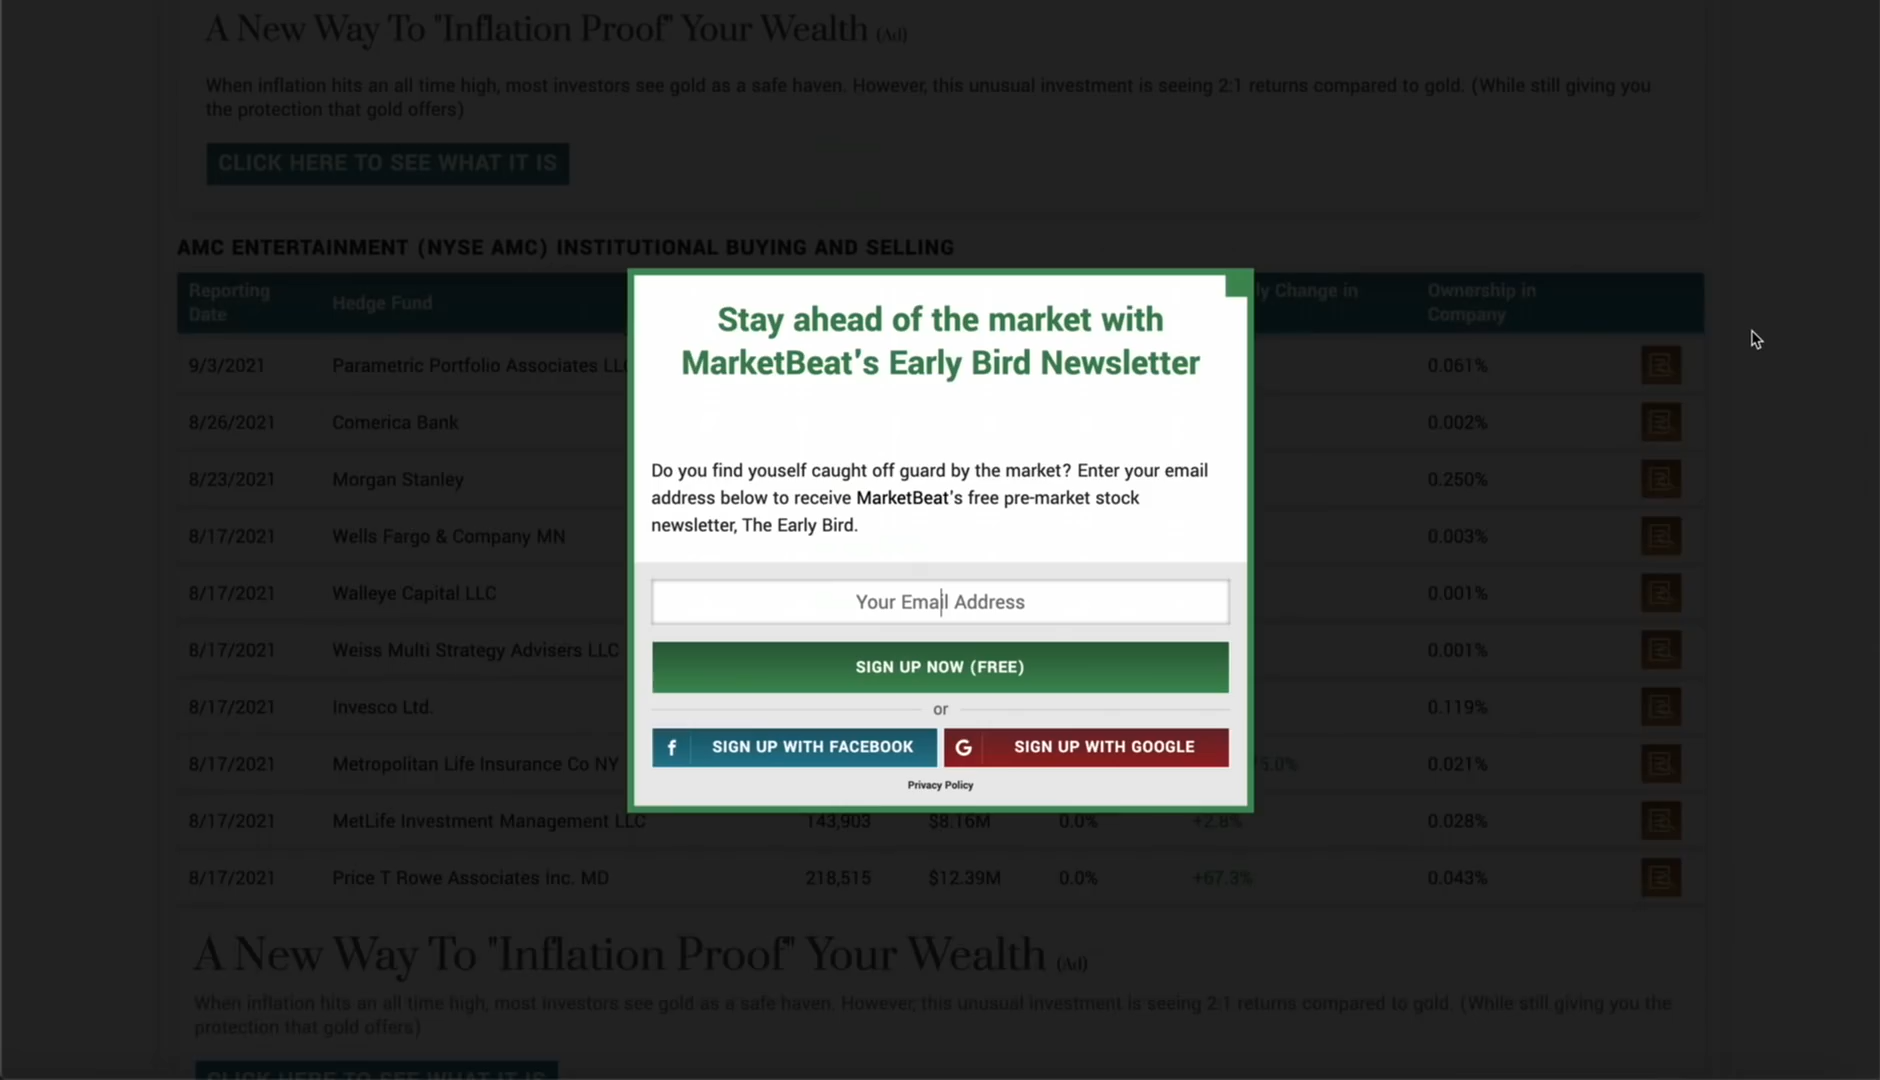 A New Way To "Inflation Proof" Your Wealth (Ad)
When inflation hits an all time high, most investors see gold as a safe haven. However, this unusual investment is seeing 2:1 returns compared to gold. (While still giving you
the protection that gold offers)
CLICK HERE TO SEE WHAT IT IS
AMC ENTERTAINMENT (NYSE AMC) INSTITUTIONAL BUYING AND SELLING
Reporting
Date
Hedge Fund
ly Change in
Ownership in
Company
9/3/2021 Parametric Portfolio Associates LLC 0.061%
8/26/2021 Comerica Bank 0.002%
8/23/2021 Morgan Stanley 0.250%
8/17/2021 Wells Fargo & Company MN 0.003%
8/17/2021 Walleye Capital LLC 0.001%
8/17/2021 Weiss Multi Strategy Advisers LLC 0.001%
8/17/2021 Invesco Ltd. 0.119%
8/17/2021 Metropolitan Life Insurance Co NY 5.0% 0.021%
8/17/2021 MetLife Investment Management LLC 143,903 $8.16M 0.0% +2.8% 0.028%
8/17/2021 Price T Rowe Associates Inc. MD 218,515 $12.39M 0.0% +67.3% 0.043%
Stay ahead of the market with
MarketBeat's Early Bird Newsletter
Do you find youself caught off guard by the market? Enter your email
address below to receive MarketBeat's free pre-market stock
newsletter, The Early Bird.
Your Email Address
SIGN UP NOW (FREE)
or
f SIGN UP WITH FACEBOOK
G SIGN UP WITH GOOGLE
Privacy Policy
A New Way To "Inflation Proof" Your Wealth (Ad)
When inflation hits an all time high, most investors see gold as a safe haven. However, this unusual investment is seeing 2:1 returns compared to gold. (While still giving you the
protection that gold offers)
CLICK HERE TO SEE WHAT IT IS